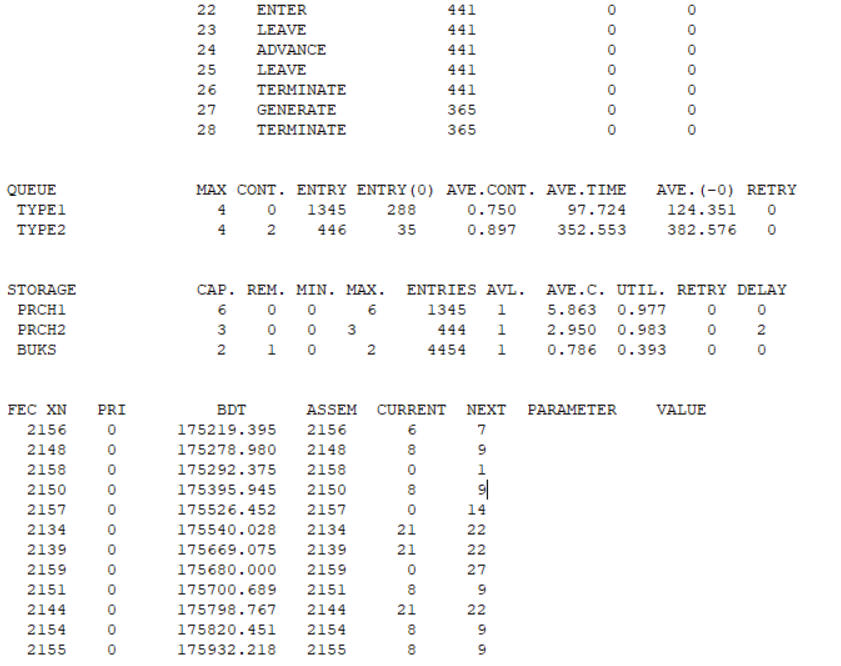 22 ENTER 441 0 0
23 LEAVE 441 0 0
24 ADVANCE 441 0 0
25 LEAVE 441 0 0
26 TERMINATE 441 0 0
27 GENERATE 365 0 0
28 TERMINATE 365 0 0
QUEUE MAX CONT. ENTRY ENTRY(0) AVE.CONT. AVE.TIME AVE.(-0) RETRY
TYPE1 4 0 1345 288 0.750 97.724 124.351 0
TYPE2 4 2 446 35 0.897 352.553 382.576 0
STORAGE CAP. REM. MIN. MAX. ENTRIES AVL. AVE.C. UTIL. RETRY DELAY
PRCH1 6 0 0 6 1345 1 5.863 0.977 0 0
PRCH2 3 0 0 3 444 1 2.950 0.983 0 2
BUKS 2 1 0 2 4454 1 0.786 0.393 0 0
FEC XN PRI BDT ASSEM CURRENT NEXT PARAMETER VALUE
2156 0 175219.395 2156 6 7
2148 0 175278.980 2148 8 9
2158 0 175292.375 2158 0 1
2150 0 175395.945 2150 8 9
2157 0 175526.452 2157 0 14
2134 0 175540.028 2134 21 22
2139 0 175669.075 2139 21 22
2159 0 175680.000 2159 0 27
2151 0 175700.689 2151 8 9
2144 0 175798.767 2144 21 22
2154 0 175820.451 2154 8 9
2155 0 175932.218 2155 8 9